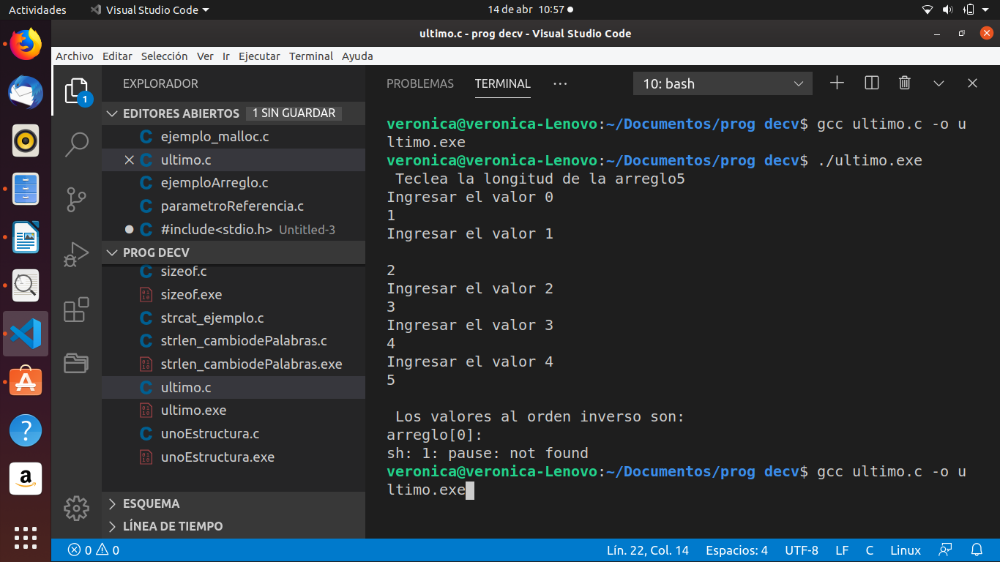 Actividades Visual Studio Code 14 de abr 10:57
ultimo.c - prog decv - Visual Studio Code
Archivo Editar Selección Ver Ir Ejecutar Terminal Ayuda
EXPLORADOR
1
EDITORES ABIERTOS 1 SIN GUARDAR
C ejemplo_malloc.c
C ultimo.c
C ejemploArreglo.c
C parametroReferencia.c
C #include<stdio.h> Untitled-3
PROG DECV
C sizeof.c
sizeof.exe
C strcat_ejemplo.c
C strlen_cambiodePalabras.c
strlen_cambiodePalabras.exe
C ultimo.c
ultimo.exe
C unoEstructura.c
unoEstructura.exe
ESQUEMA
LÍNEA DE TIEMPO
PROBLEMAS TERMINAL ··· 10: bash
veronica@veronica-Lenovo:~/Documentos/prog decv$ gcc ultimo.c -o u
ltimo.exe
veronica@veronica-Lenovo:~/Documentos/prog decv$ ./ultimo.exe
Teclea la longitud de la arreglo5
Ingresar el valor 0
1
Ingresar el valor 1
2
Ingresar el valor 2
3
Ingresar el valor 3
4
Ingresar el valor 4
5
Los valores al orden inverso son:
arreglo[0]:
sh: 1: pause: not found
veronica@veronica-Lenovo:~/Documentos/prog decv$ gcc ultimo.c -o u
ltimo.exe
0 0 Lín. 22, Col. 14 Espacios: 4 UTF-8 LF C Linux